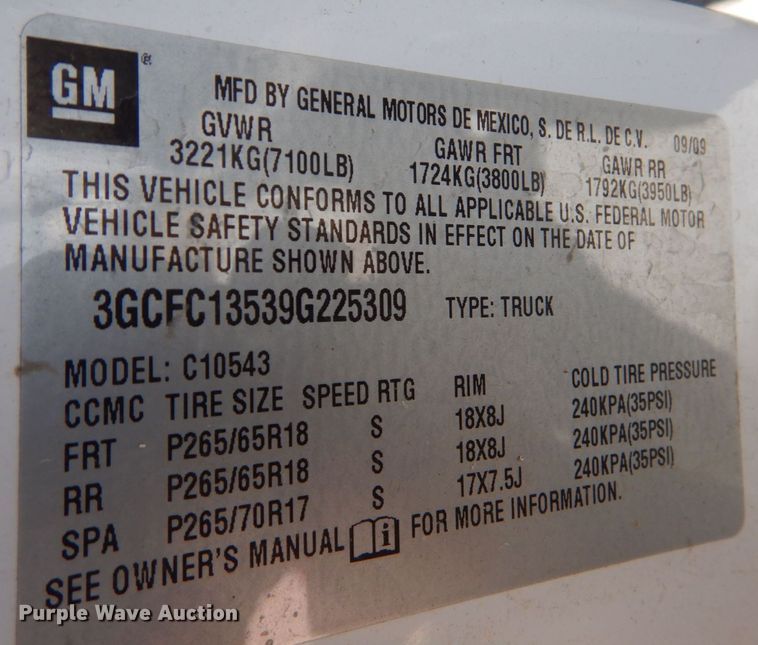 GM®
MFD BY GENERAL MOTORS DE MEXICO, S. DE R.L. DE C.V. 09/09
GVWR GAWR FRT GAWR RR
3221KG(7100LB) 1724KG(3800LB) 1792KG(3950LB)
THIS VEHICLE CONFORMS TO ALL APPLICABLE U.S. FEDERAL MOTOR
VEHICLE SAFETY STANDARDS IN EFFECT ON THE DATE OF
MANUFACTURE SHOWN ABOVE.
3GCFC13539G225309 TYPE: TRUCK
MODEL: C10543
CCMC TIRE SIZE SPEED RTG RIM COLD TIRE PRESSURE
FRT P265/65R18 S 18X8J 240KPA(35PSI)
RR P265/65R18 S 18X8J 240KPA(35PSI)
SPA P265/70R17 S 17X7.5J 240KPA(35PSI)
SEE OWNER'S MANUAL i FOR MORE INFORMATION.
Purple Wave Auction